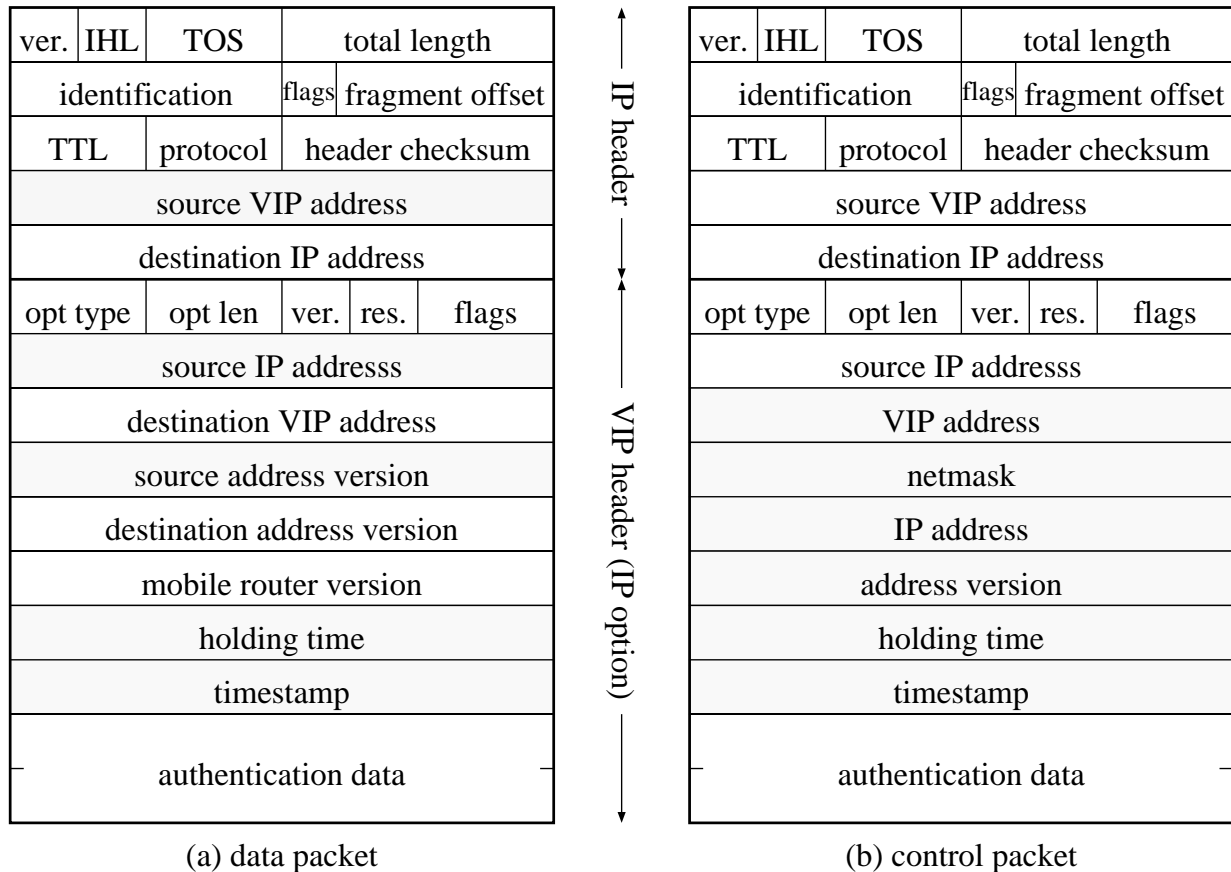 ver. IHL TOS total length
identification flags fragment offset
TTL protocol header checksum
source VIP address
destination IP address
opt type opt len ver. res. flags
source IP addresss
destination VIP address
source address version
destination address version
mobile router version
holding time
timestamp
authentication data
(a) data packet
IP header
VIP header (IP option)
ver. IHL TOS total length
identification flags fragment offset
TTL protocol header checksum
source VIP address
destination IP address
opt type opt len ver. res. flags
source IP addresss
VIP address
netmask
IP address
address version
holding time
timestamp
authentication data
(b) control packet